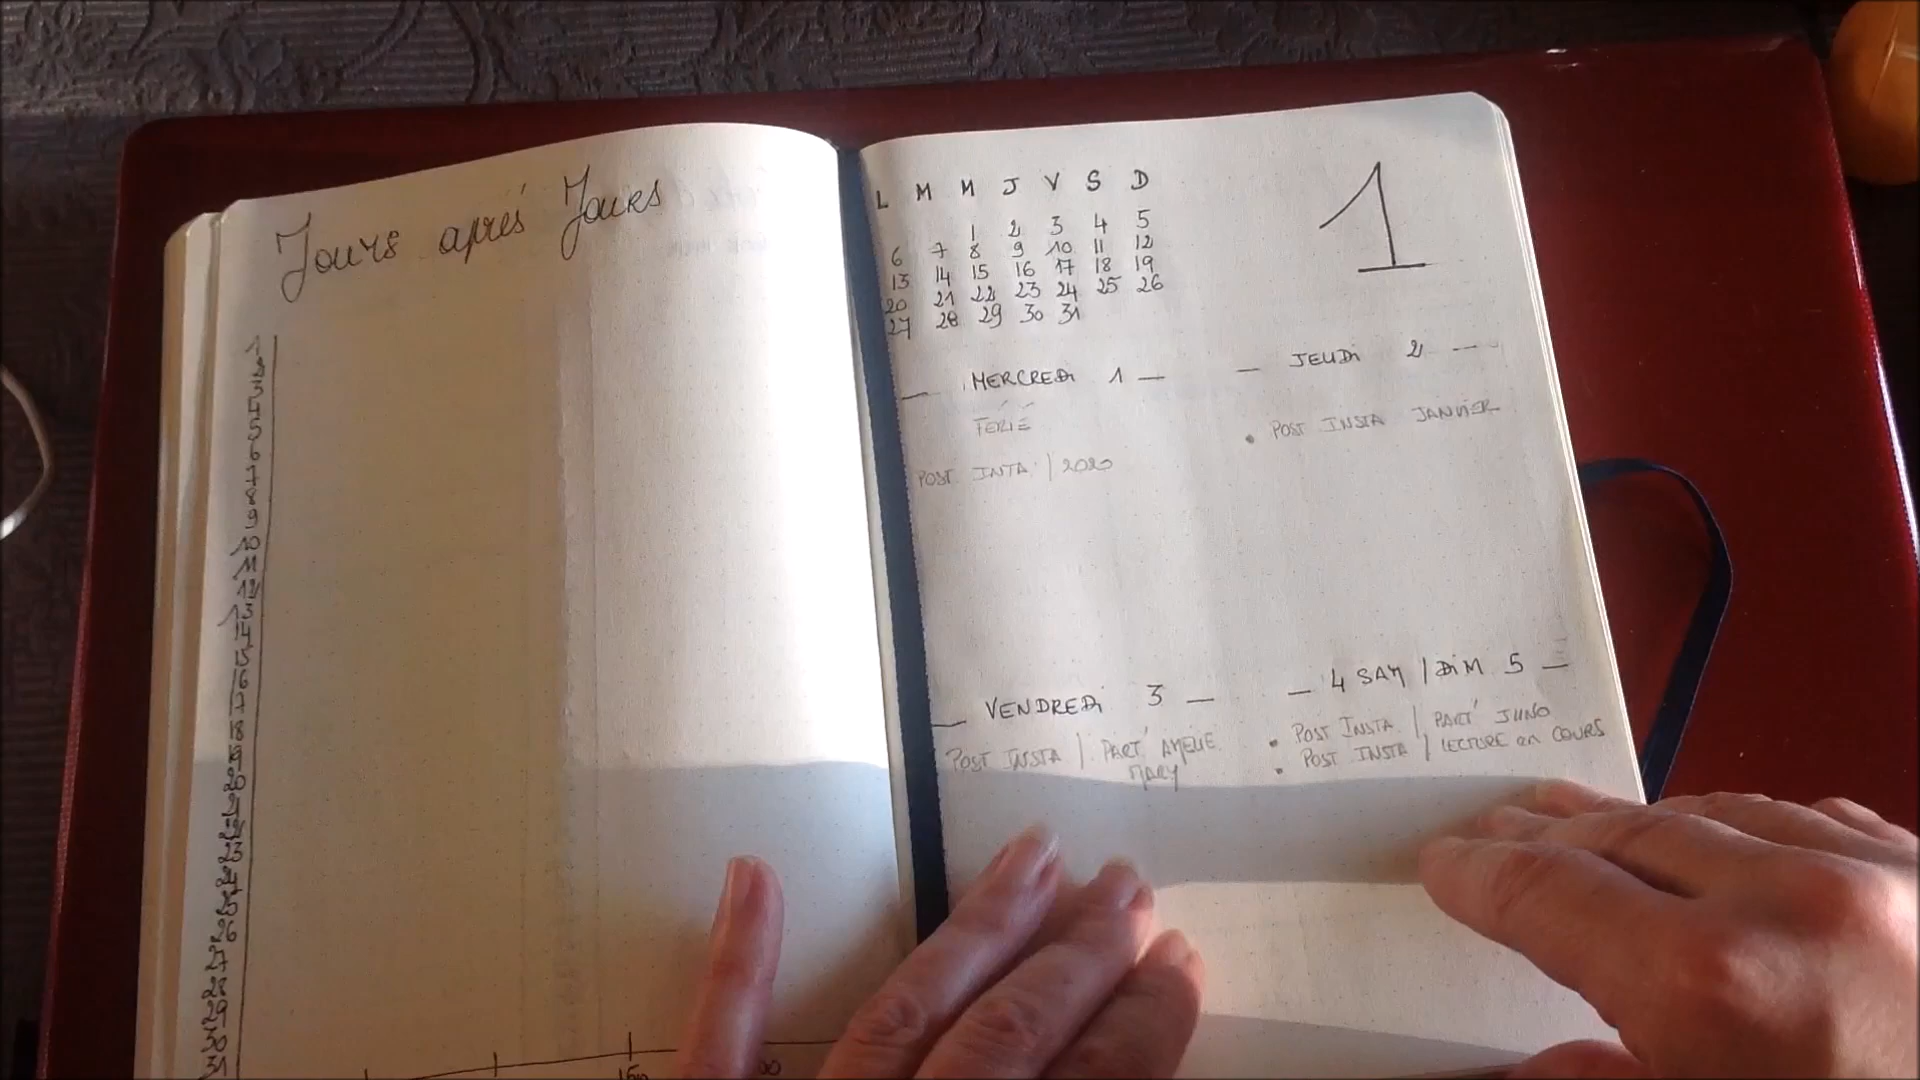 Jours aprés Jours
1
2
3
4
5
6
7
8
9
10
11
12
13
14
15
16
17
18
19
20
21
22
23
24
25
26
27
28
29
30
31
L M M J V S D
1 2 3 4 5
6 7 8 9 10 11 12
13 14 15 16 17 18 19
20 21 22 23 24 25 26
27 28 29 30 31
1
— MERCREDi 1 —
FÉRIÉ
POST INTA | 2020
— JEUDi 2 —
• POST INSTA JANVIER
— VENDREDi 3 —
POST INSTA | PART' AMELIE
MARY
— 4 SAM | DiM 5 —
• POST INSTA | PART' JUNO
• POST INSTA | LECTURE en COURS